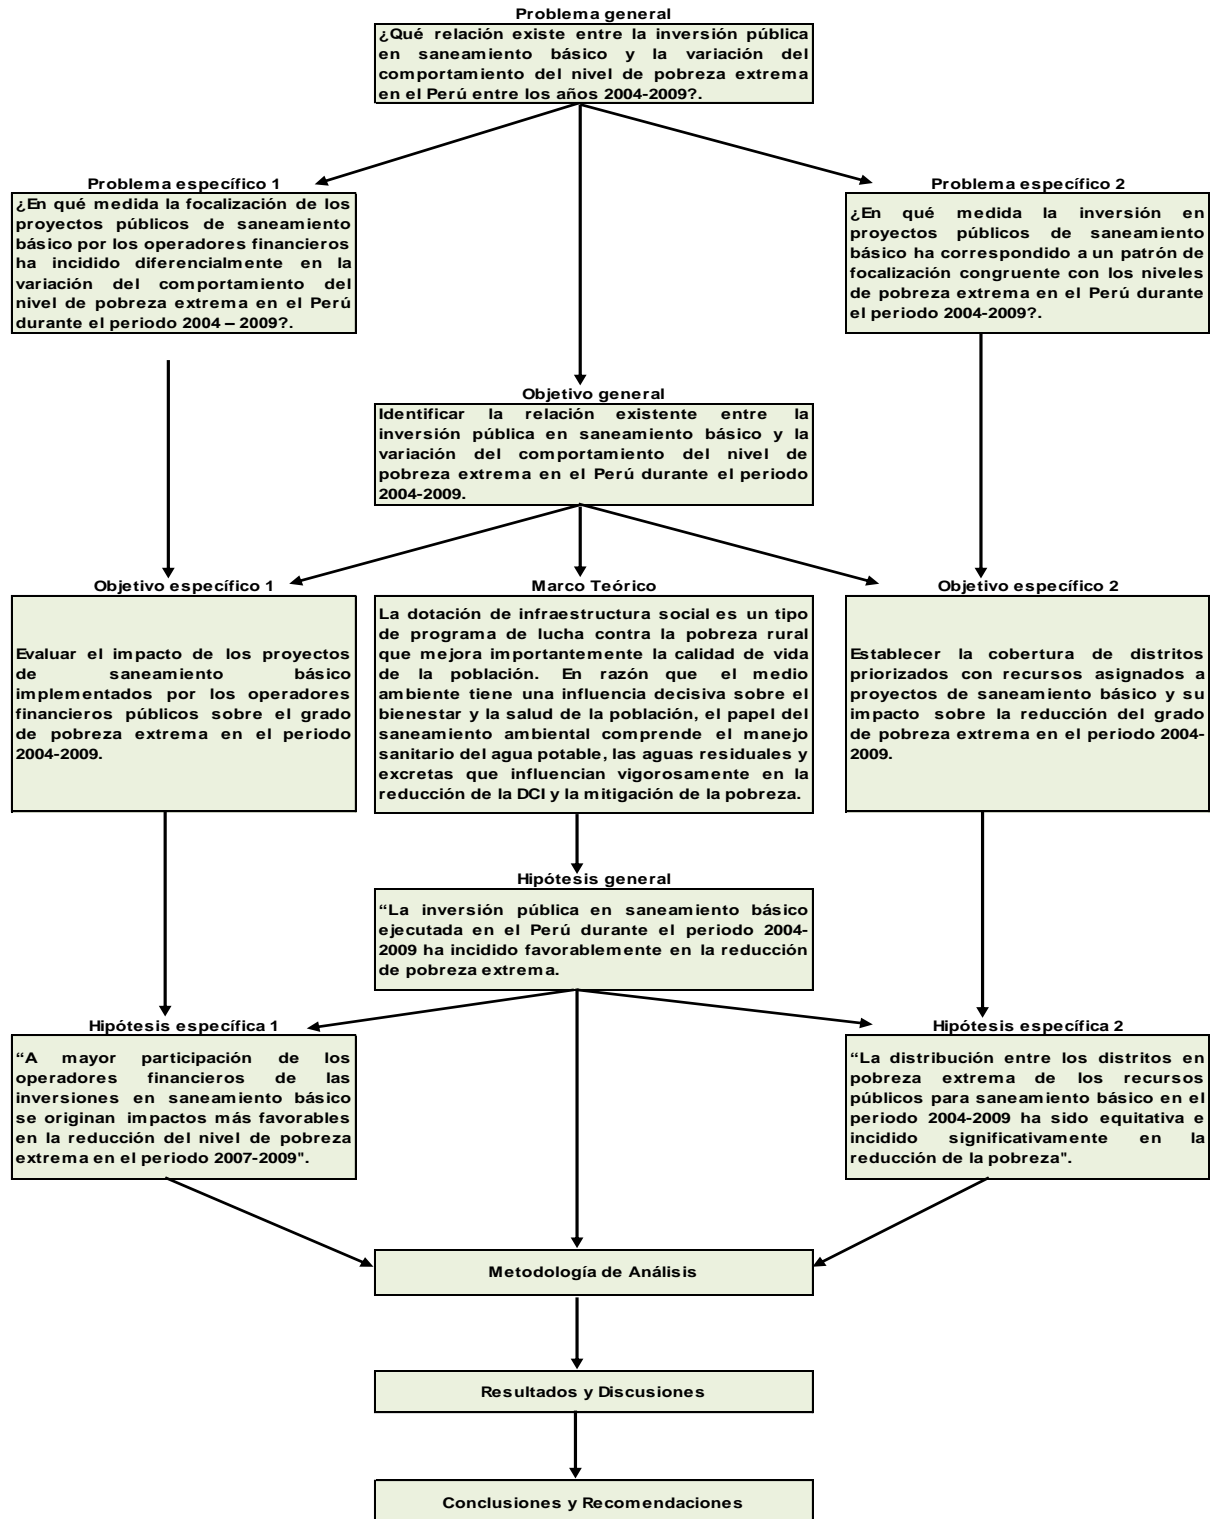 Problema general
¿Qué relación existe entre la inversión pública
en saneamiento básico y la variación del
comportamiento del nivel de pobreza extrema
en el Perú entre los años 2004-2009?.
Problema específico 1
¿En qué medida la focalización de los
proyectos públicos de saneamiento
básico por los operadores financieros
ha incidido diferencialmente en la
variación del comportamiento del
nivel de pobreza extrema en el Perú
durante el periodo 2004 – 2009?.
Problema específico 2
¿En qué medida la inversión en
proyectos públicos de saneamiento
básico ha correspondido a un patrón de
focalización congruente con los niveles
de pobreza extrema en el Perú durante
el periodo 2004-2009?.
Objetivo general
Identificar la relación existente entre la
inversión pública en saneamiento básico y la
variación del comportamiento del nivel de
pobreza extrema en el Perú durante el periodo
2004-2009.
Objetivo específico 1
Evaluar el impacto de los proyectos
de saneamiento básico
implementados por los operadores
financieros públicos sobre el grado
de pobreza extrema en el periodo
2004-2009.
Marco Teórico
La dotación de infraestructura social es un tipo
de programa de lucha contra la pobreza rural
que mejora importantemente la calidad de vida
de la población. En razón que el medio
ambiente tiene una influencia decisiva sobre el
bienestar y la salud de la población, el papel del
saneamiento ambiental comprende el manejo
sanitario del agua potable, las aguas residuales y
excretas que influencian vigorosamente en la
reducción de la DCI y la mitigación de la pobreza.
Objetivo específico 2
Establecer la cobertura de distritos
priorizados con recursos asignados a
proyectos de saneamiento básico y su
impacto sobre la reducción del grado
de pobreza extrema en el periodo 2004-
2009.
Hipótesis general
“La inversión pública en saneamiento básico
ejecutada en el Perú durante el periodo 2004-
2009 ha incidido favorablemente en la reducción
de pobreza extrema.
Hipótesis específica 1
“A mayor participación de los
operadores financieros de las
inversiones en saneamiento básico
se originan impactos más favorables
en la reducción del nivel de pobreza
extrema en el periodo 2007-2009".
Hipótesis específica 2
“La distribución entre los distritos en
pobreza extrema de los recursos
públicos para saneamiento básico en el
periodo 2004-2009 ha sido equitativa e
incidido significativamente en la
reducción de la pobreza".
Metodología de Análisis
Resultados y Discusiones
Conclusiones y Recomendaciones